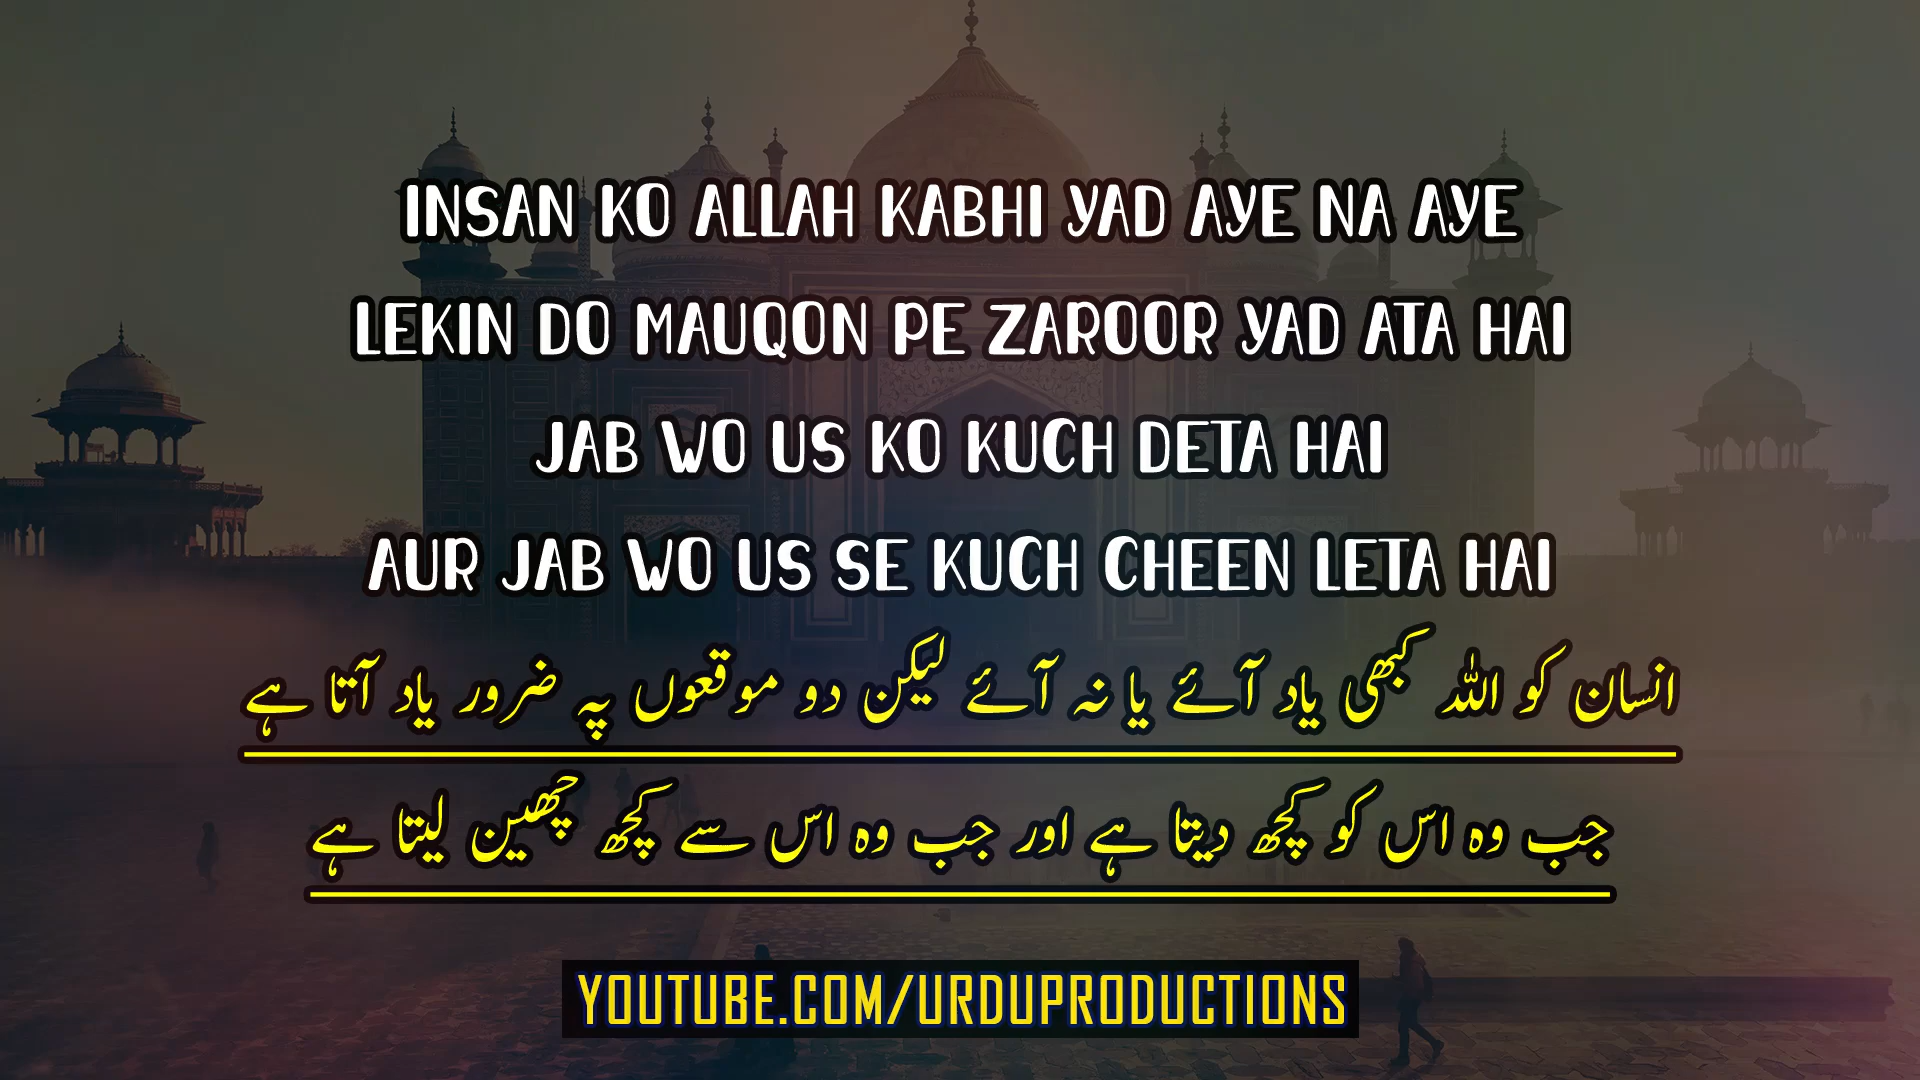 INSAN KO ALLAH KABHI YAD AYE NA AYE
LEKIN DO MAUQON PE ZAROOR YAD ATA HAI
JAB WO US KO KUCH DETA HAI
AUR JAB WO US SE KUCH CHEEN LETA HAI
انسان کو اللہ کبھی یاد آئے یا نہ آئے لیکن دو موقعوں پہ ضرور یاد آتا ہے
جب وہ اس کو کچھ دیتا ہے اور جب وہ اس سے کچھ چھین لیتا ہے
YOUTUBE.COM/URDUPRODUCTIONS